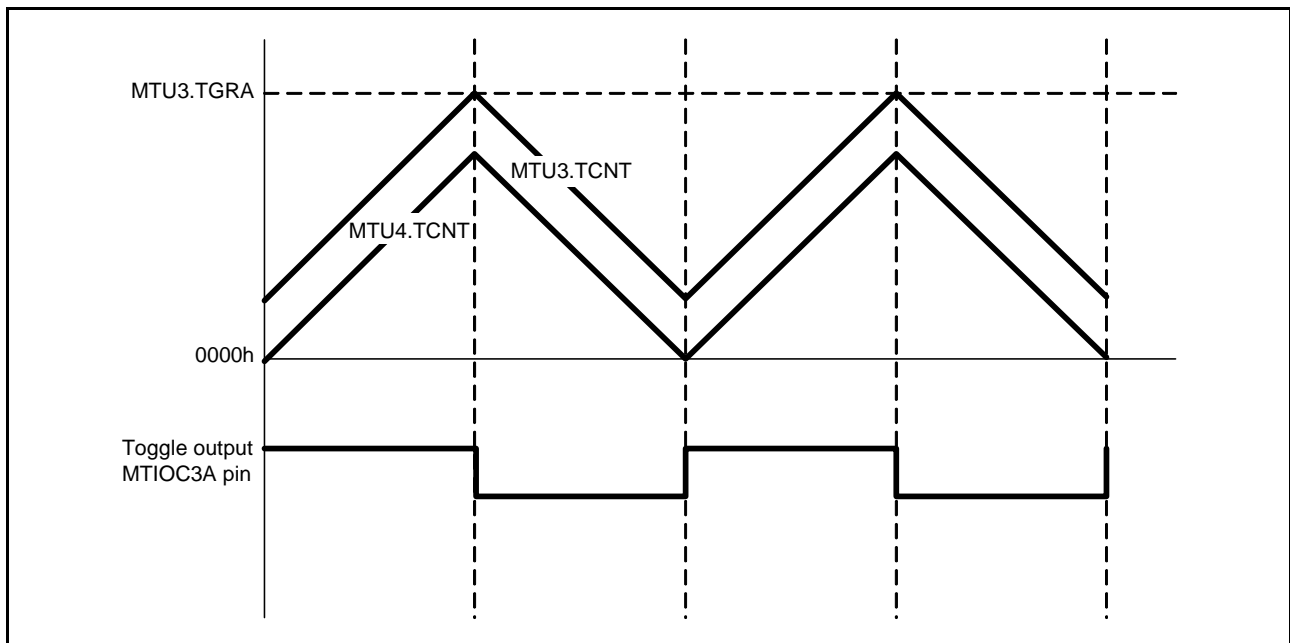 MTU3.TGRA
MTU3.TCNT
MTU4.TCNT
0000h
Toggle output
MTIOC3A pin